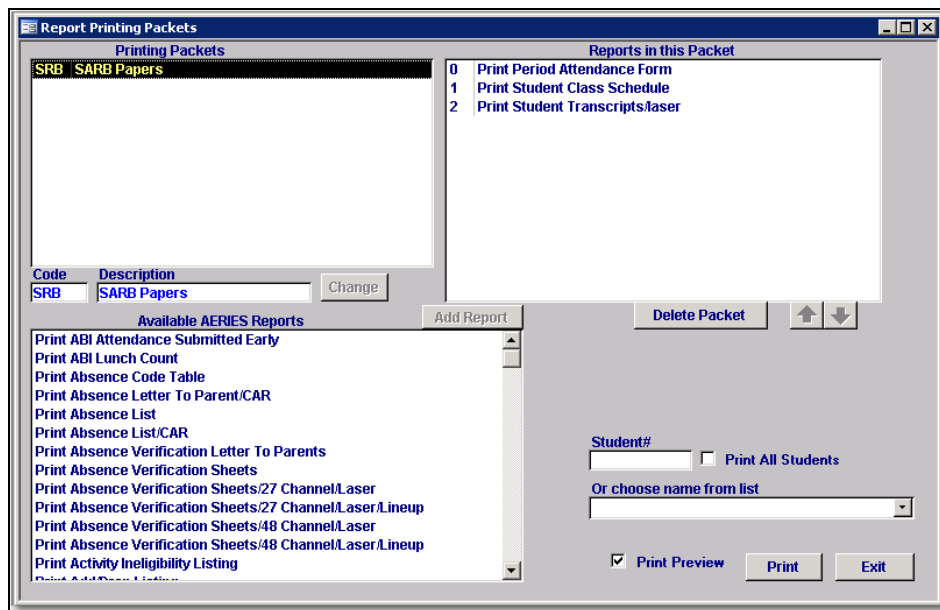 Report Printing Packets
Printing Packets
SRB SARB Papers
Reports in this Packet
0 Print Period Attendance Form
1 Print Student Class Schedule
2 Print Student Transcripts/laser
Code Description
SRB SARB Papers Change
Available AERIES Reports Add Report
Delete Packet
Print ABI Attendance Submitted Early
Print ABI Lunch Count
Print Absence Code Table
Print Absence Letter To Parent/CAR
Print Absence List
Print Absence List/CAR
Print Absence Verification Letter To Parents
Print Absence Verification Sheets
Print Absence Verification Sheets/27 Channel/Laser
Print Absence Verification Sheets/27 Channel/Laser/Lineup
Print Absence Verification Sheets/48 Channel/Laser
Print Absence Verification Sheets/48 Channel/Laser/Lineup
Print Activity Ineligibility Listing
Print Add/Drop Listing
Student#
Print All Students
Or choose name from list
Print Preview Print Exit